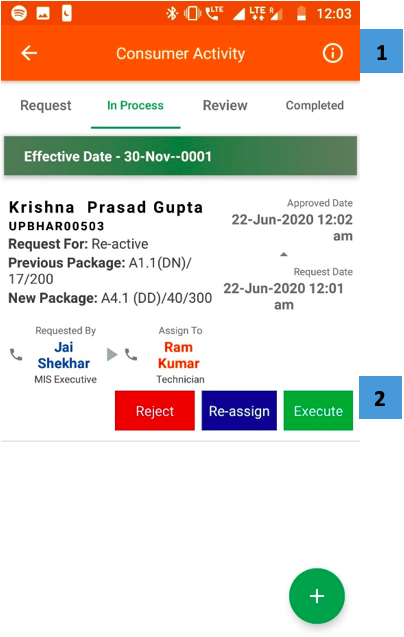 LTE LTE R 12:03
Consumer Activity
1
Request In Process Review Completed
Effective Date - 30-Nov--0001
Krishna Prasad Gupta
UPBHAR00503
Request For: Re-active
Previous Package: A1.1(DN)/
17/200
New Package: A4.1 (DD)/40/300
Approved Date
22-Jun-2020 12:02
am
Request Date
22-Jun-2020 12:01
am
Requested By
Jai
Shekhar
MIS Executive
Assign To
Ram
Kumar
Technician
Reject Re-assign Execute
2